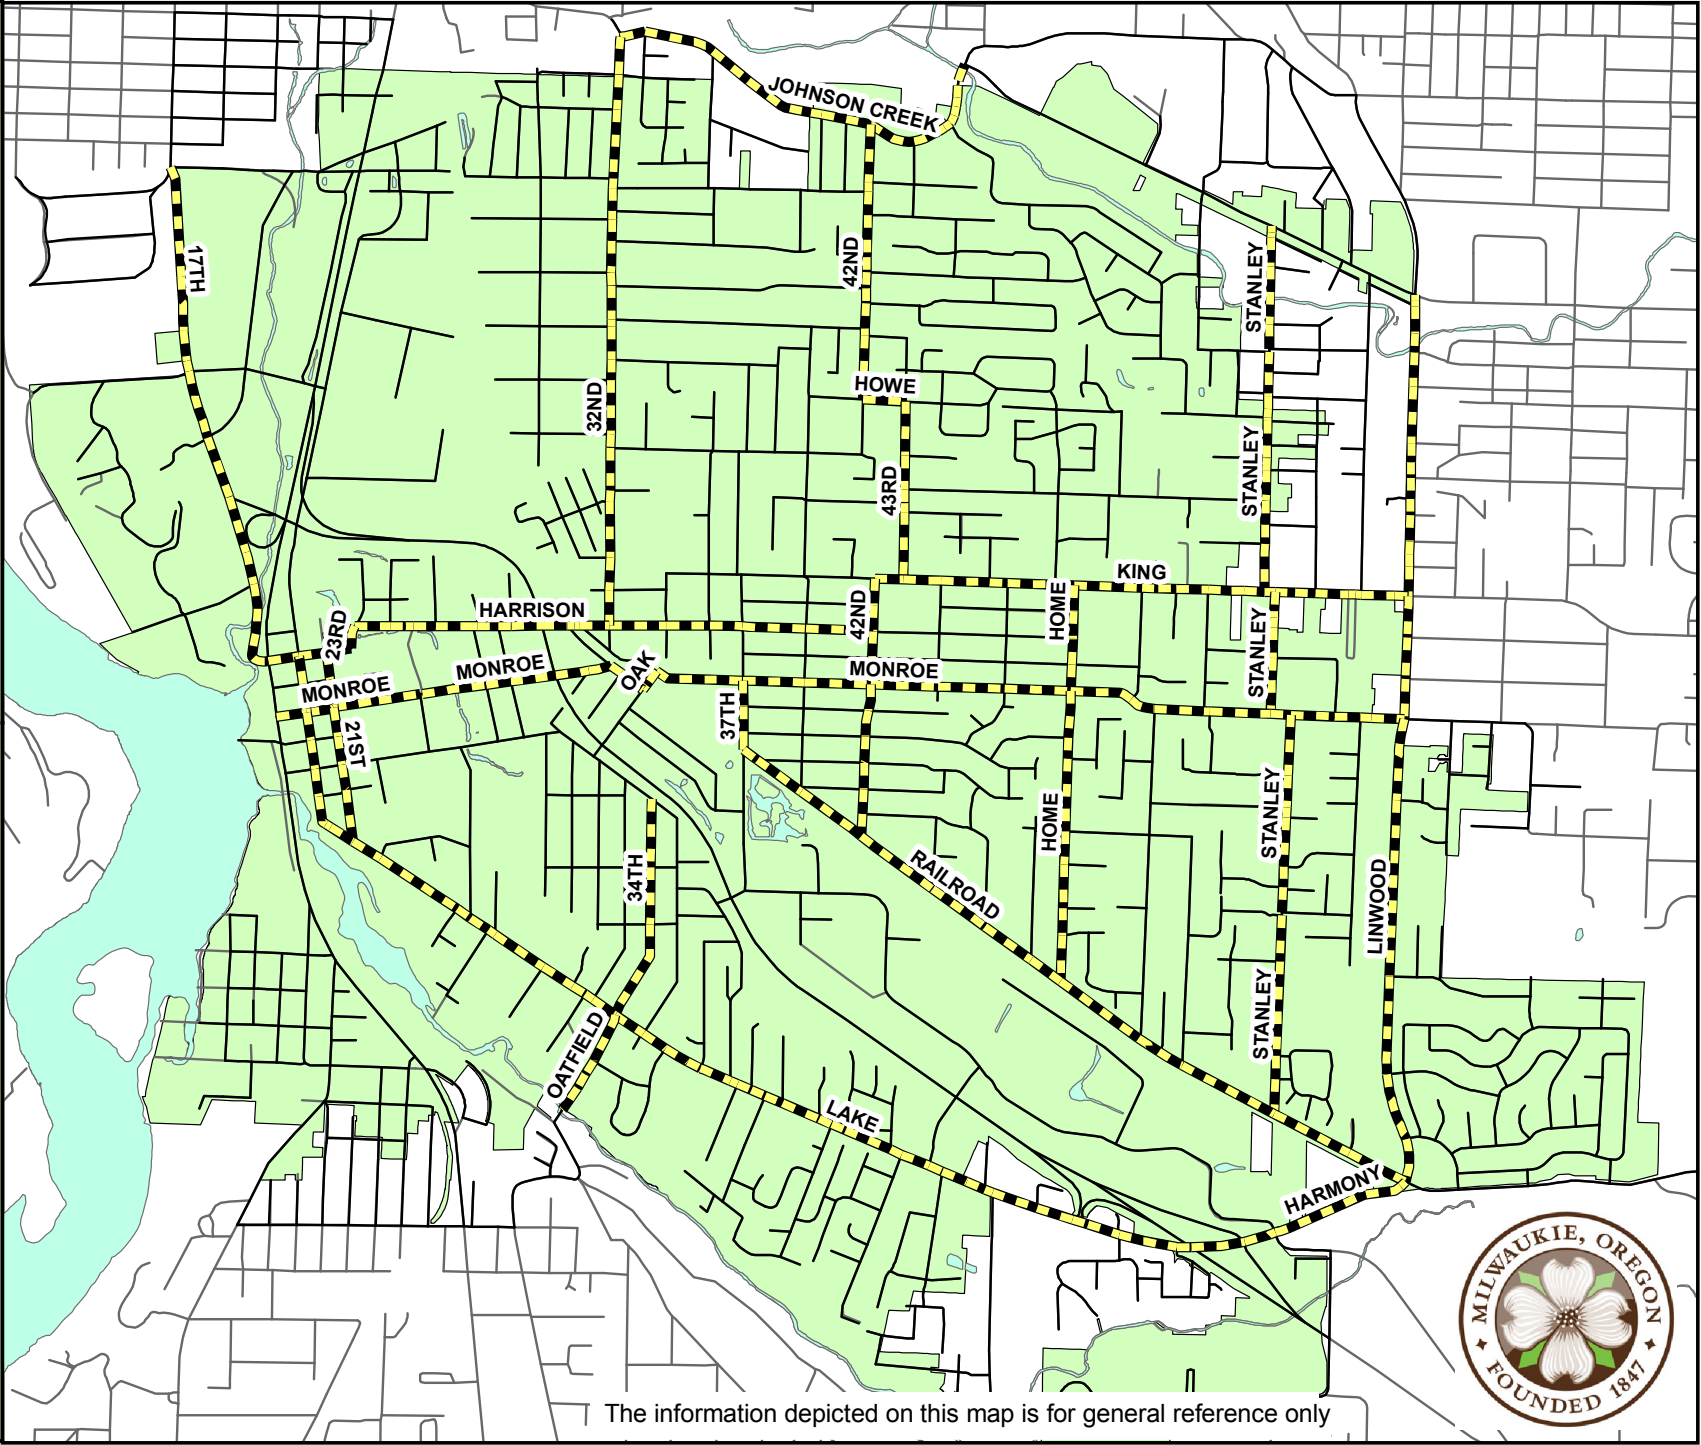 JOHNSON CREEK
17TH
42ND
STANLEY
HOWE
32ND
STANLEY
43RD
KING
HARRISON
42ND
HOME
23RD
STANLEY
MONROE
OAK
MONROE
MONROE
37TH
21ST
HOME
STANLEY
34TH
RAILROAD
LINWOOD
STANLEY
OATFIELD
LAKE
HARMONY
MILWAUKIE, OREGON
FOUNDED 1847
The information depicted on this map is for general reference only